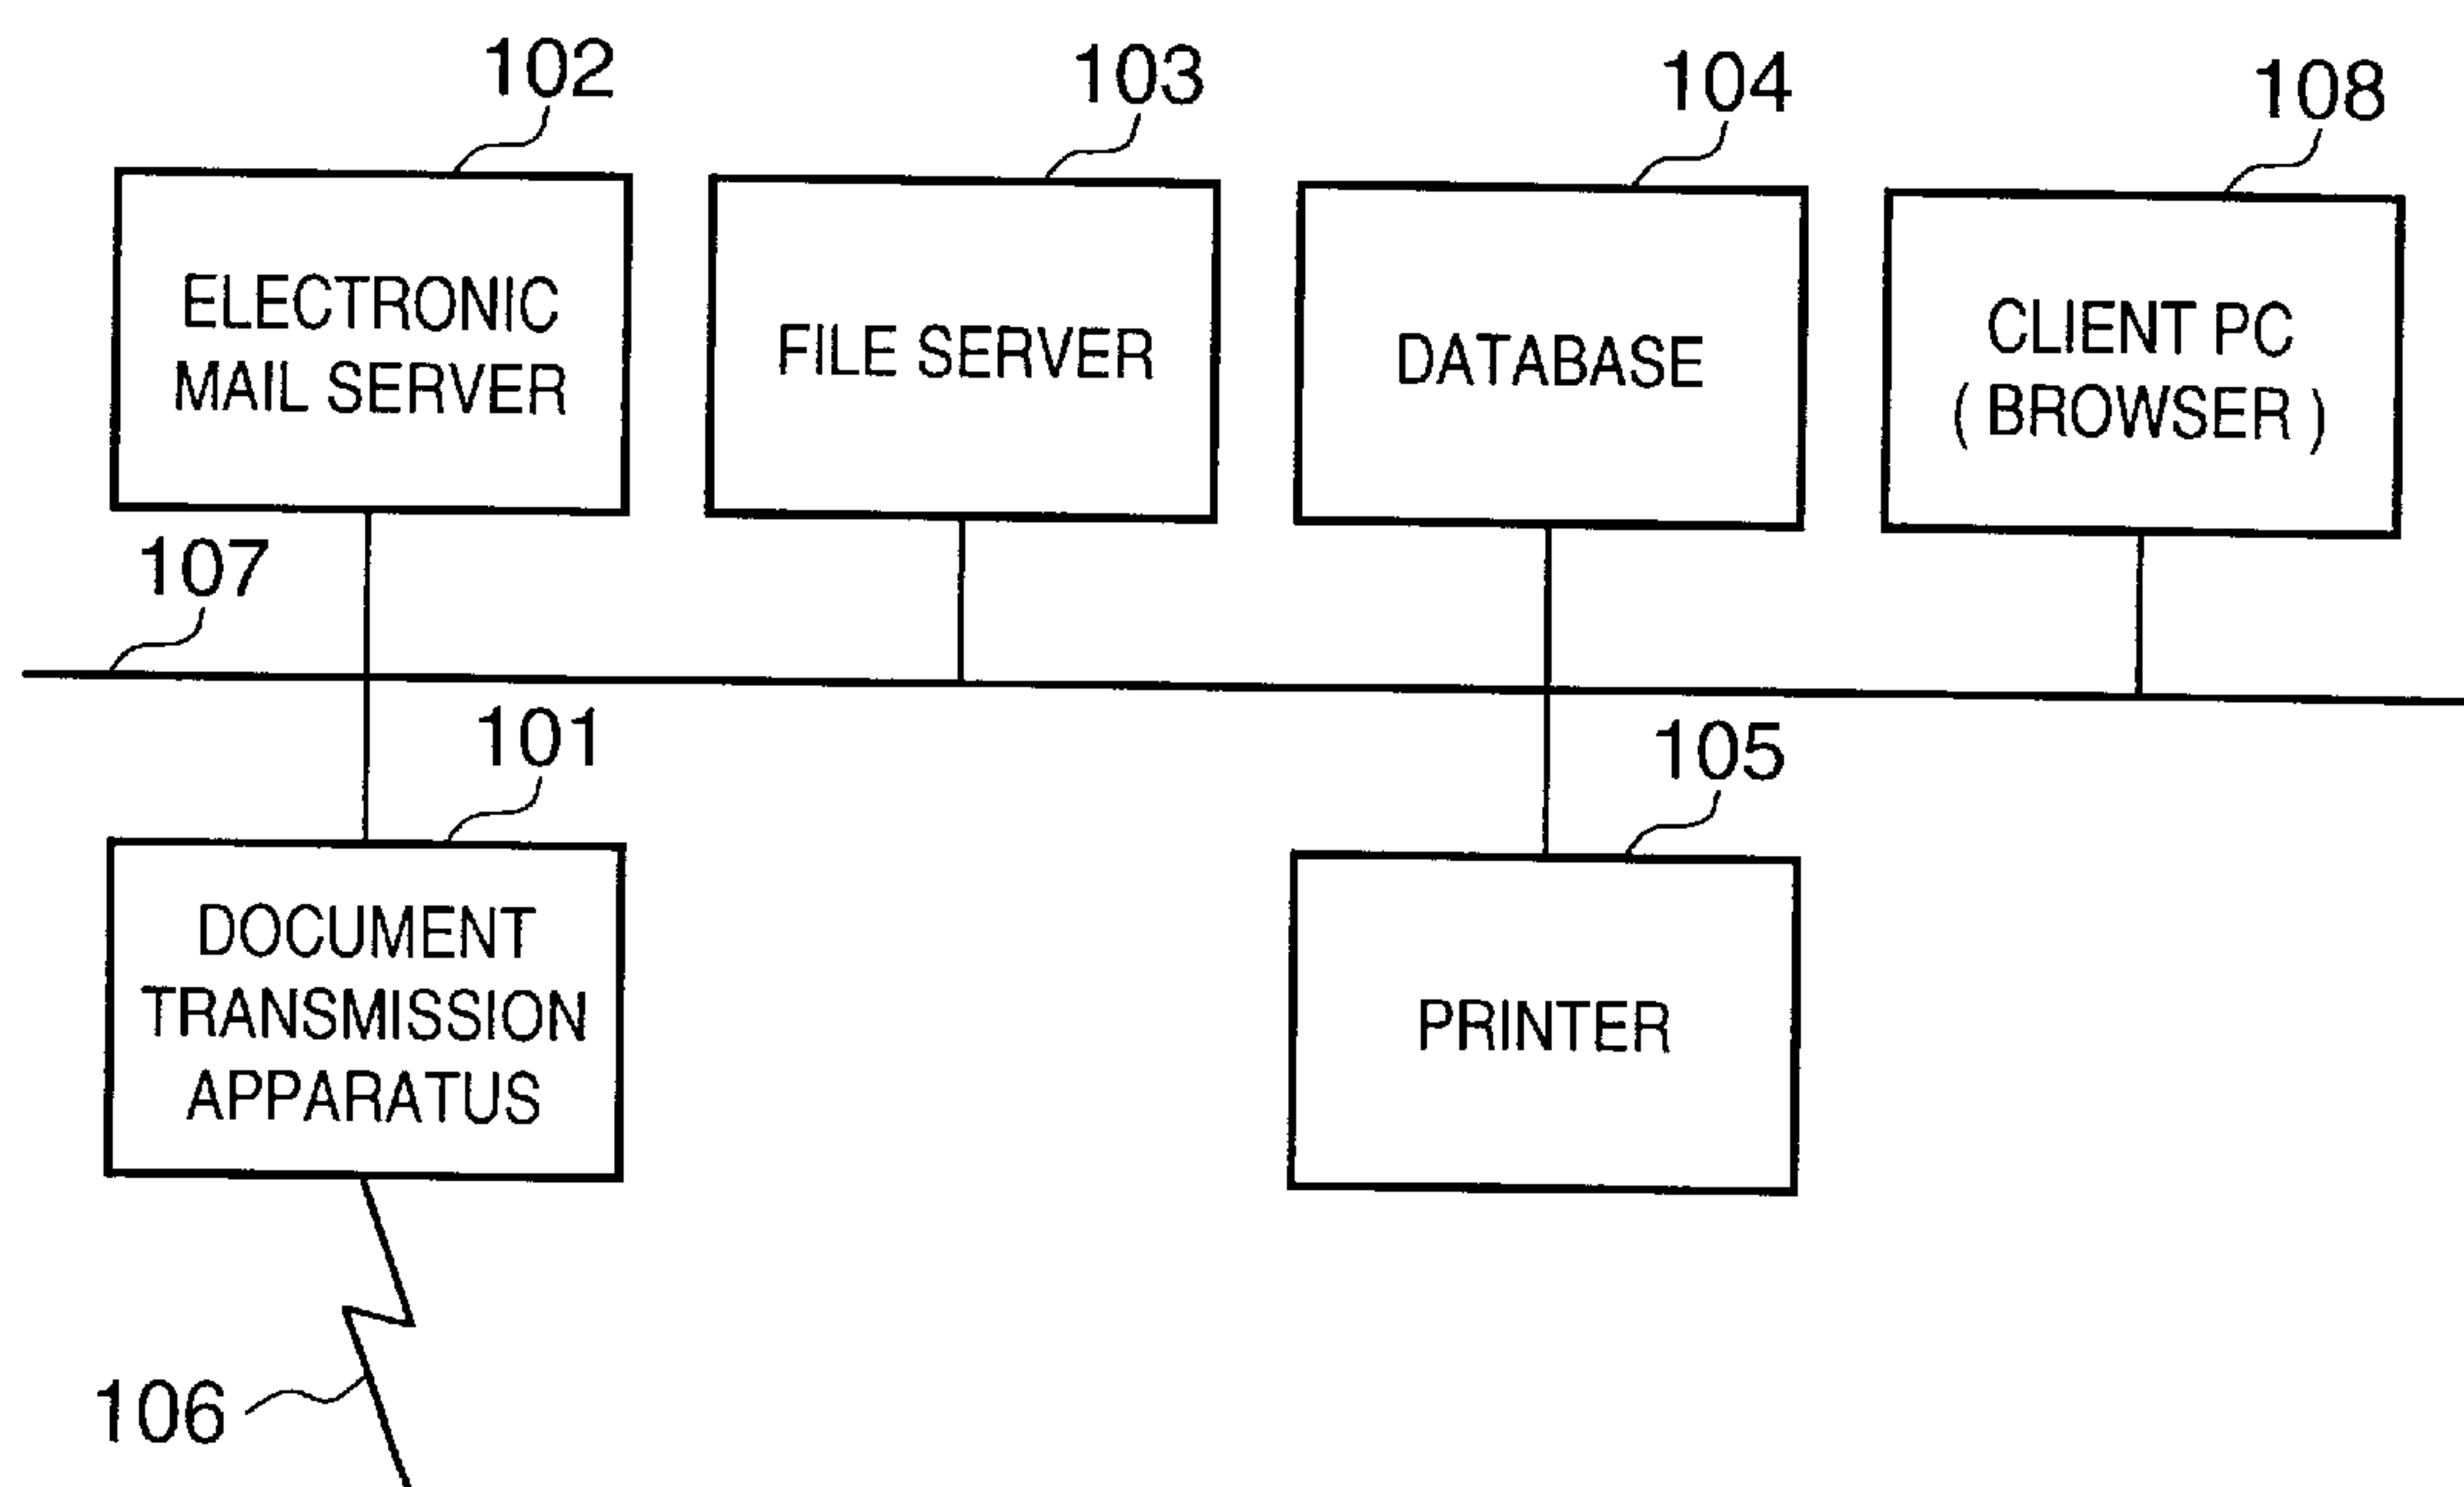 102
103
104
108
ELECTRONIC
MAIL SERVER
FILE SERVER
DATABASE
CLIENT PC
( BROWSER )
107
101
105
DOCUMENT
TRANSMISSION
APPARATUS
PRINTER
106